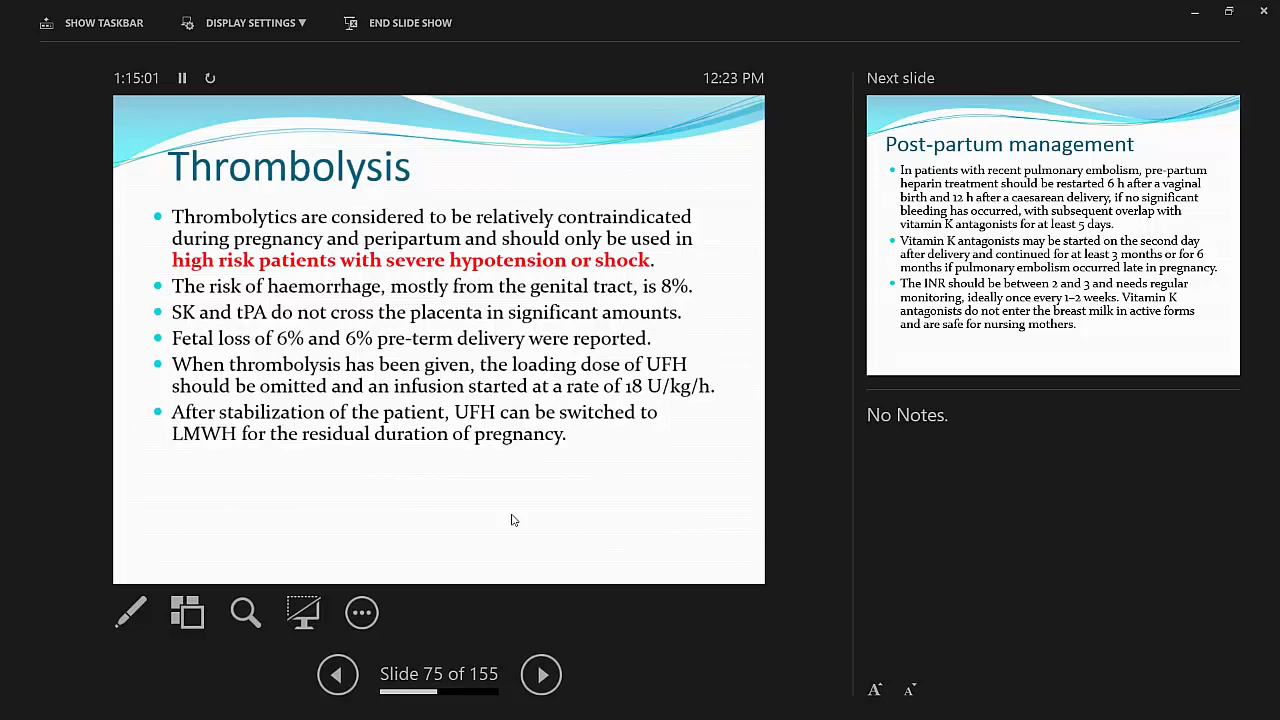 SHOW TASKBAR
DISPLAY SETTINGS ▼
END SLIDE SHOW
1:15:01
12:23 PM
Thrombolysis
• Thrombolytics are considered to be relatively contraindicated
during pregnancy and peripartum and should only be used in
high risk patients with severe hypotension or shock.
• The risk of haemorrhage, mostly from the genital tract, is 8%.
• SK and tPA do not cross the placenta in significant amounts.
• Fetal loss of 6% and 6% pre-term delivery were reported.
• When thrombolysis has been given, the loading dose of UFH
should be omitted and an infusion started at a rate of 18 U/kg/h.
• After stabilization of the patient, UFH can be switched to
LMWH for the residual duration of pregnancy.
Slide 75 of 155
Next slide
Post-partum management
• In patients with recent pulmonary embolism, pre-partum
heparin treatment should be restarted 6 h after a vaginal
birth and 12 h after a caesarean delivery, if no significant
bleeding has occurred, with subsequent overlap with
vitamin K antagonists for at least 5 days.
• Vitamin K antagonists may be started on the second day
after delivery and continued for at least 3 months or for 6
months if pulmonary embolism occurred late in pregnancy.
• The INR should be between 2 and 3 and needs regular
monitoring, ideally once every 1–2 weeks. Vitamin K
antagonists do not enter the breast milk in active forms
and are safe for nursing mothers.
No Notes.
A A